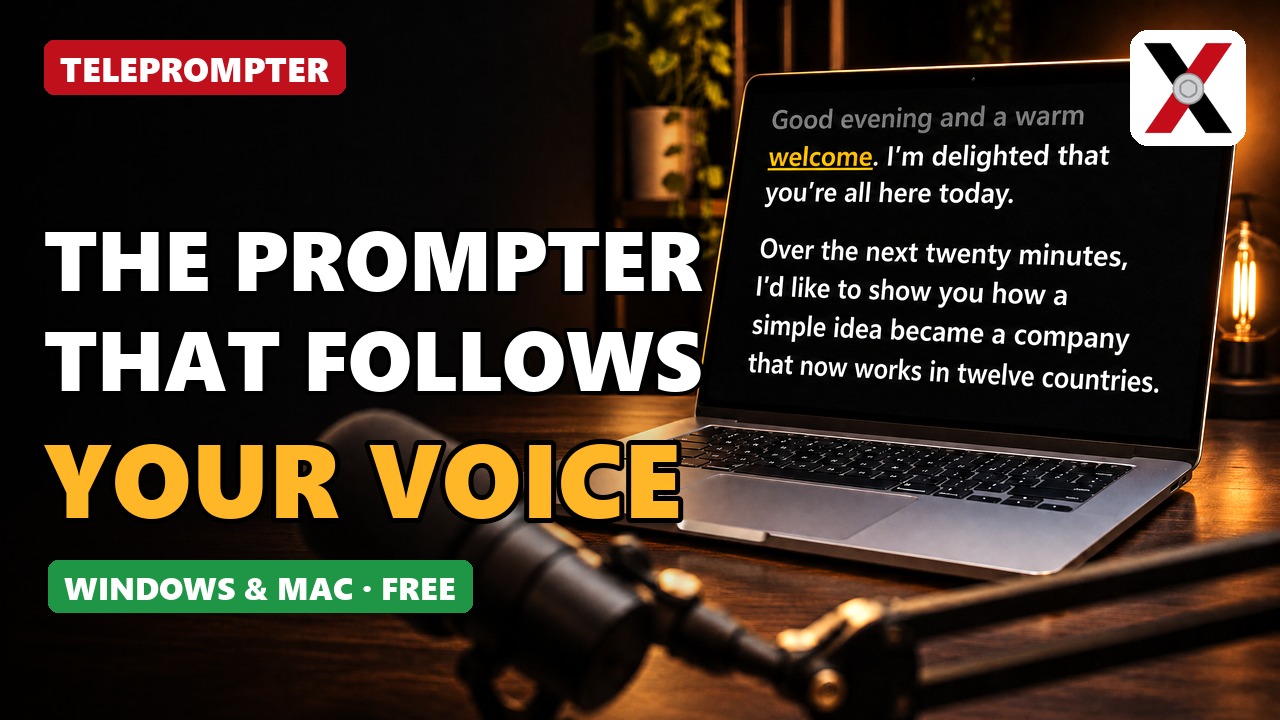 TELEPROMPTER
THE PROMPTER
THAT FOLLOWS
YOUR VOICE
WINDOWS & MAC · FREE
Good evening and a warm
welcome. I'm delighted that
you're all here today.
Over the next twenty minutes,
I'd like to show you how a
simple idea became a company
that now works in twelve countries.
X